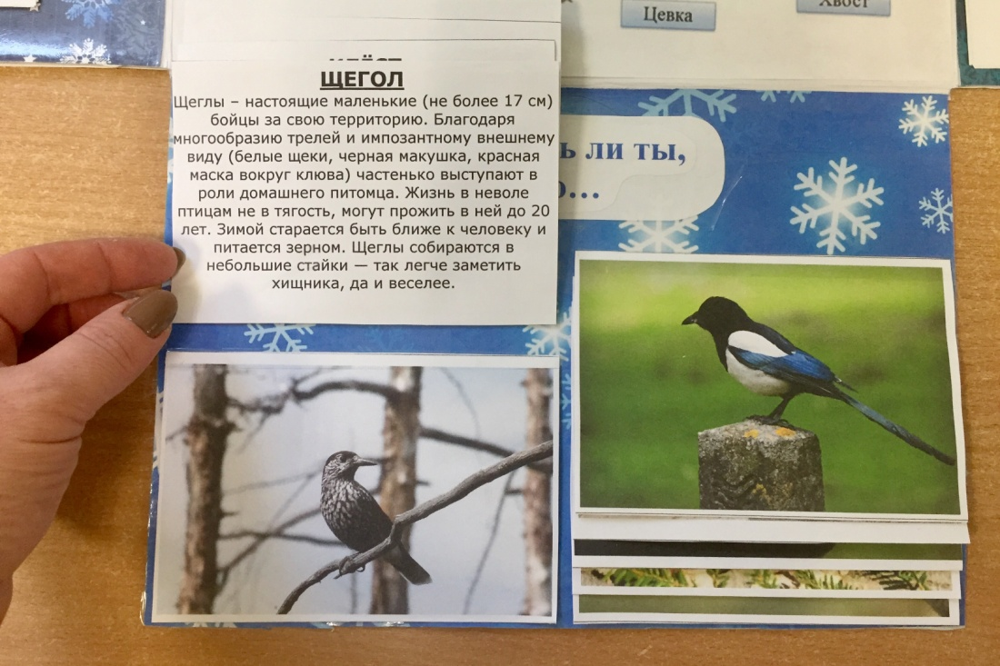 Цевка
Хвост
ЩЕГОЛ
Щеглы – настоящие маленькие (не более 17 см)
бойцы за свою территорию. Благодаря
многообразию трелей и импозантному внешнему
виду (белые щеки, черная макушка, красная
маска вокруг клюва) частенько выступают в
роли домашнего питомца. Жизнь в неволе
птицам не в тягость, могут прожить в ней до 20
лет. Зимой старается быть ближе к человеку и
питается зерном. Щеглы собираются в
небольшие стайки — так легче заметить
хищника, да и веселее.
ли ты,